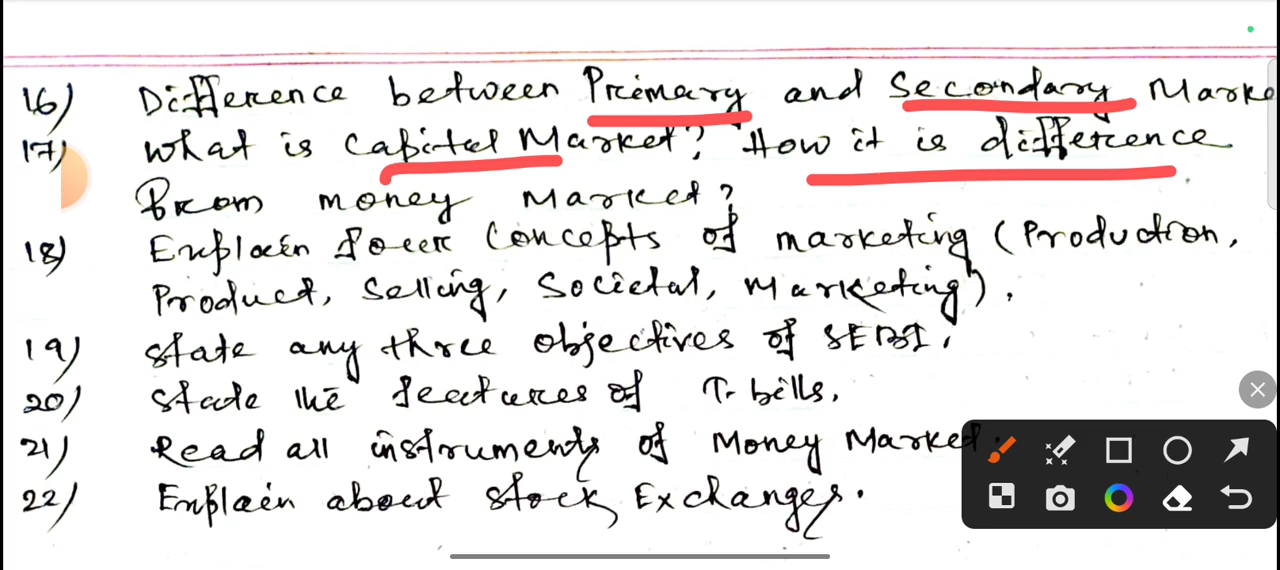 16) Difference between Primary and Secondary Marke
17) What is Capital Market? How it is difference
from money market?
18) Explain four Concepts of marketing (Production,
Product, Selling, Societal, Marketing).
19) State any three objectives of SEBI.
20) State the features of T-bills.
21) Read all instruments of Money Market.
22) Explain about Stock Exchanges.